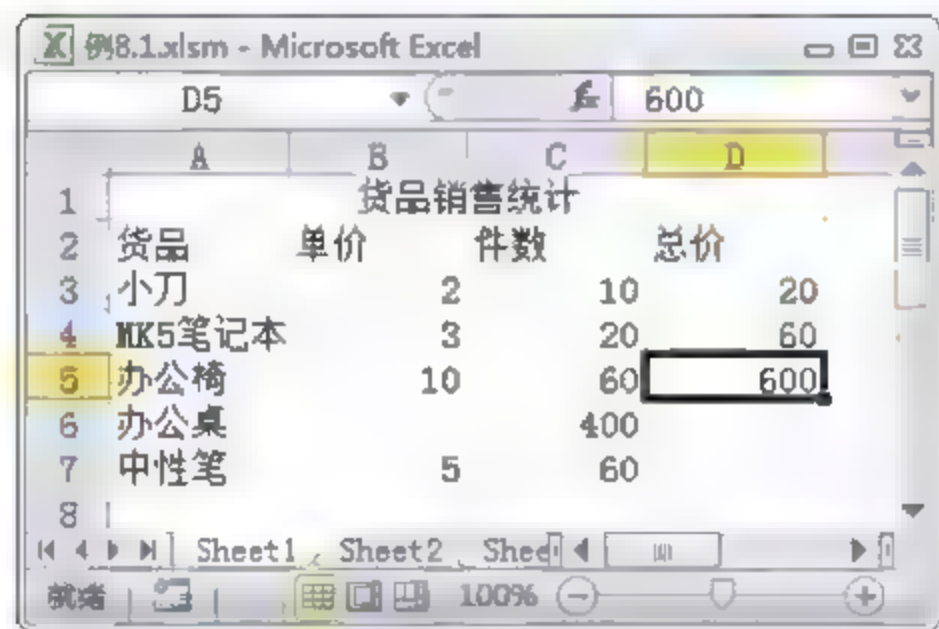 例8.1.xlsm - Microsoft Excel
D5 fx 600
A B C D
1 货品销售统计
2 货品 单价 件数 总价
3 小刀 2 10 20
4 MK5笔记本 3 20 60
5 办公椅 10 60 600
6 办公桌 400
7 中性笔 5 60
8
Sheet1 Sheet2 Shee
就绪 100%